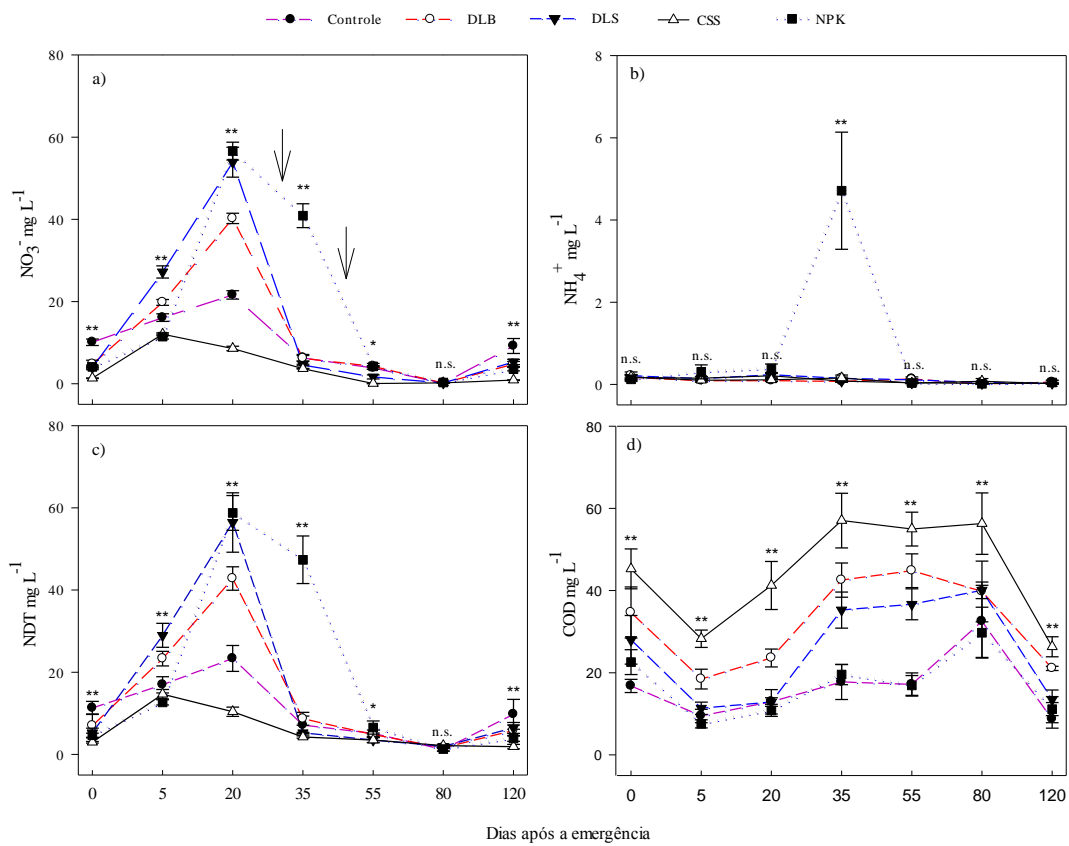 Controle DLB DLS CSS NPK
a)
NO3- mg L-1
80
60
40
20
0
** ** ** ** * n.s. **
b)
NH4+ mg L-1
8
6
4
2
0
n.s. n.s. n.s. ** n.s. n.s. n.s.
c)
NDT mg L-1
80
60
40
20
0
** ** ** ** * n.s. **
0 5 20 35 55 80 120
d)
COD mg L-1
80
60
40
20
0
** ** ** ** ** ** **
0 5 20 35 55 80 120
Dias após a emergência